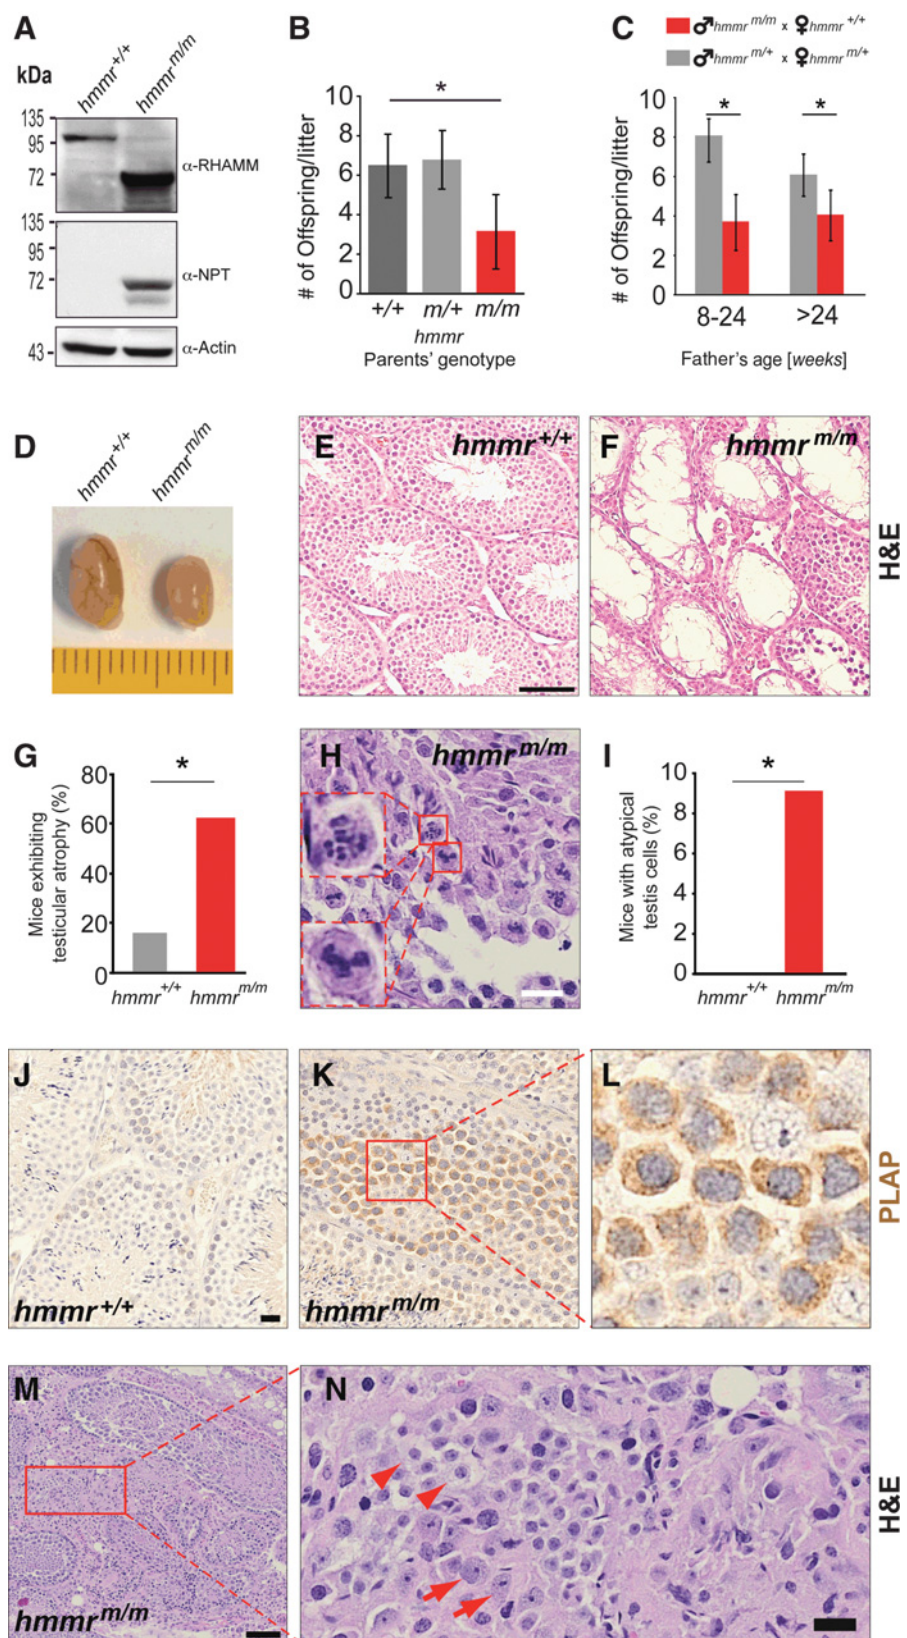 A
hmmr+/+
hmmrm/m
kDa
135
95
72
α-RHAMM
135
95
72
α-NPT
43
α-Actin
B
*
# of Offspring/litter
10
8
6
4
2
0
+/+ m/+ m/m
hmmr
Parents' genotype
C
♂hmmr m/m x ♀hmmr +/+
♂hmmr m/+ x ♀hmmr m/+
* *
# of Offspring/litter
10
8
6
4
2
0
8-24 >24
Father's age [weeks]
D
hmmr+/+
hmmrm/m
E
hmmr+/+
F
hmmr m/m
H&E
G
*
Mice exhibiting
testicular atrophy (%)
80
60
40
20
0
hmmr+/+ hmmrm/m
H
hmmrm/m
I
*
Mice with atypical
testis cells (%)
10
8
6
4
2
0
hmmr+/+ hmmrm/m
J
hmmr+/+
K
hmmrm/m
L
PLAP
M
hmmrm/m
N
H&E